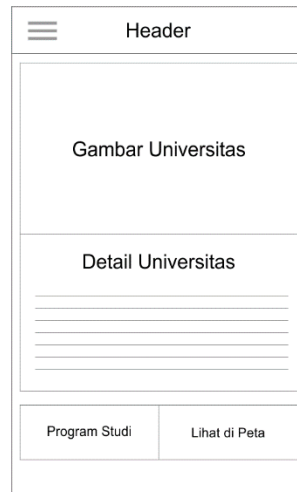 Header
Gambar Universitas
Detail Universitas
Program Studi
Lihat di Peta